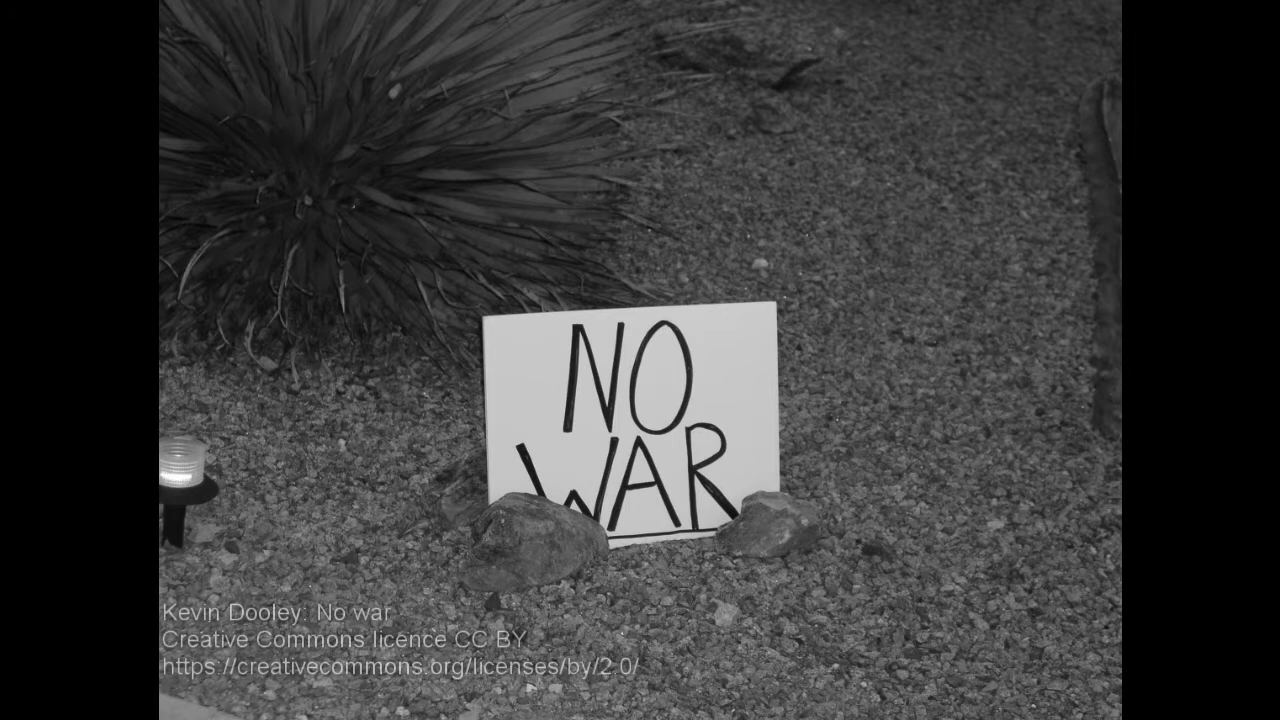 NO
WAR
Kevin Dooley: No war
Creative Commons licence CC BY
https://creativecommons.org/licenses/by/2.0/